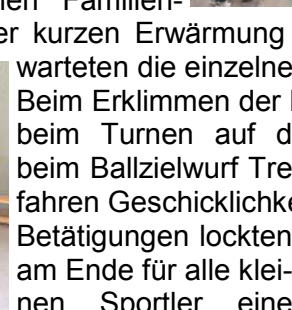 en Familien-
er kurzen Erwärmung
warteten die einzelne
Beim Erklimmen der
beim Turnen auf d
beim Ballzielwurf Tre
fahren Geschicklichke
Betätigungen lockten
am Ende für alle klei-
nen Sportler eine